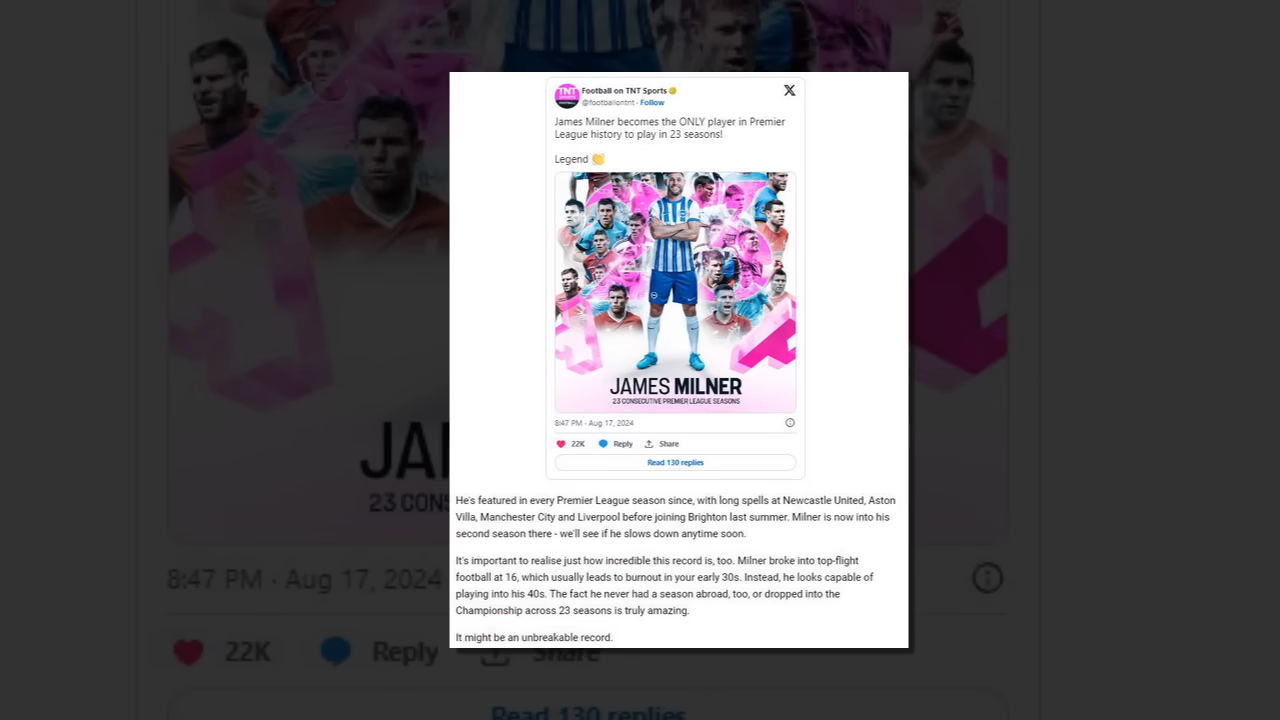 TNT
SPORTS
Football on TNT Sports
@footballontnt · Follow
James Milner becomes the ONLY player in Premier
League history to play in 23 seasons!
Legend 👏
JAMES MILNER
23 CONSECUTIVE PREMIER LEAGUE SEASONS
8:47 PM · Aug 17, 2024
22K Reply Share
Read 130 replies
He's featured in every Premier League season since, with long spells at Newcastle United, Aston
Villa, Manchester City and Liverpool before joining Brighton last summer. Milner is now into his
second season there - we'll see if he slows down anytime soon.
It's important to realise just how incredible this record is, too. Milner broke into top-flight
football at 16, which usually leads to burnout in your early 30s. Instead, he looks capable of
playing into his 40s. The fact he never had a season abroad, too, or dropped into the
Championship across 23 seasons is truly amazing.
It might be an unbreakable record.
JA
23 CONS
8:47 PM · Aug 17, 2024
22K Reply Share
Read 130 replies